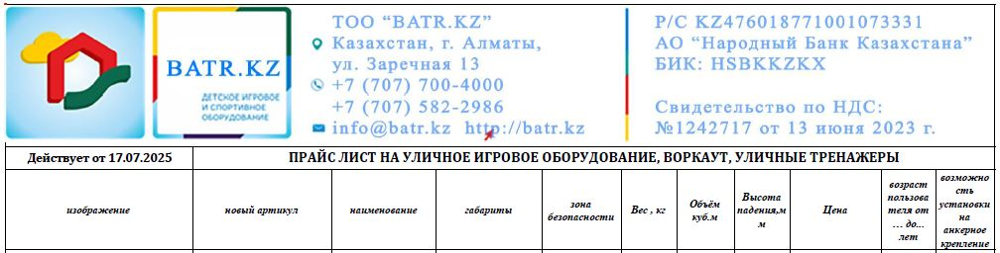 BATR.KZ
ДЕТСКОЕ ИГРОВОЕ
И СПОРТИВНОЕ
ОБОРУДОВАНИЕ
ТОО “BATR.KZ”
Казахстан, г. Алматы,
ул. Заречная 13
+7 (707) 700-4000
+7 (707) 582-2986
info@batr.kz http://batr.kz
Р/С KZ476018771001073331
АО “Народный Банк Казахстана”
БИК: HSBKKZKX
Свидетельство по НДС:
№1242717 от 13 июня 2023 г.
Действует от 17.07.2025
ПРАЙС ЛИСТ НА УЛИЧНОЕ ИГРОВОЕ ОБОРУДОВАНИЕ, ВОРКАУТ, УЛИЧНЫЕ ТРЕНАЖЕРЫ
изображение
новый артикул
наименование
габариты
зона
безопасности
Вес , кг
Объём
куб.м
Высота
падения,м
м
Цена
возраст
пользова
теля от
… до...
лет
возможно
сть
установки
на
анкерное
крепление